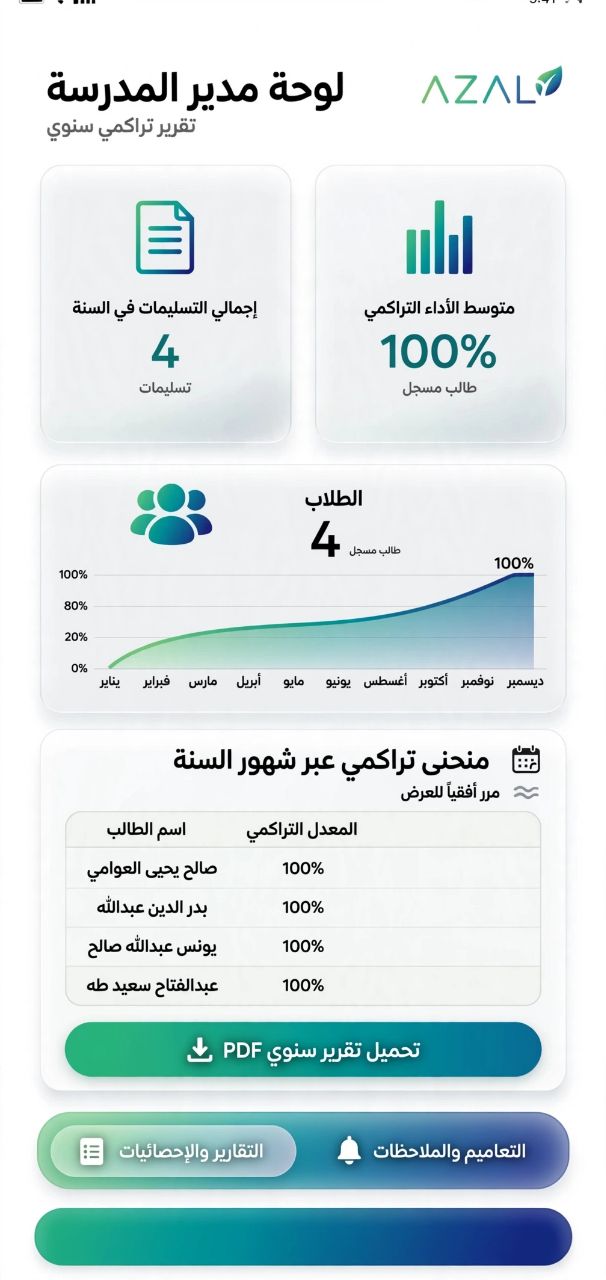 لوحة مدير المدرسة
AZAL
تقرير تراكمي سنوي
متوسط الأداء التراكمي
100%
طالب مسجل
إجمالي التسليمات في السنة
4
تسليمات
الطلاب
4 طالب مسجل
100%
100%
80%
20%
0%
يناير فبراير مارس أبريل مايو يونيو أغسطس أكتوبر نوفمبر ديسمبر
منحنى تراكمي عبر شهور السنة
مرر أفقياً للعرض
المعدل التراكمي اسم الطالب
100% صالح يحيى العوامي
100% بدر الدين عبدالله
100% يونس عبدالله صالح
100% عبدالفتاح سعيد طه
تحميل تقرير سنوي PDF
التعاميم والملاحظات
التقارير والإحصائيات